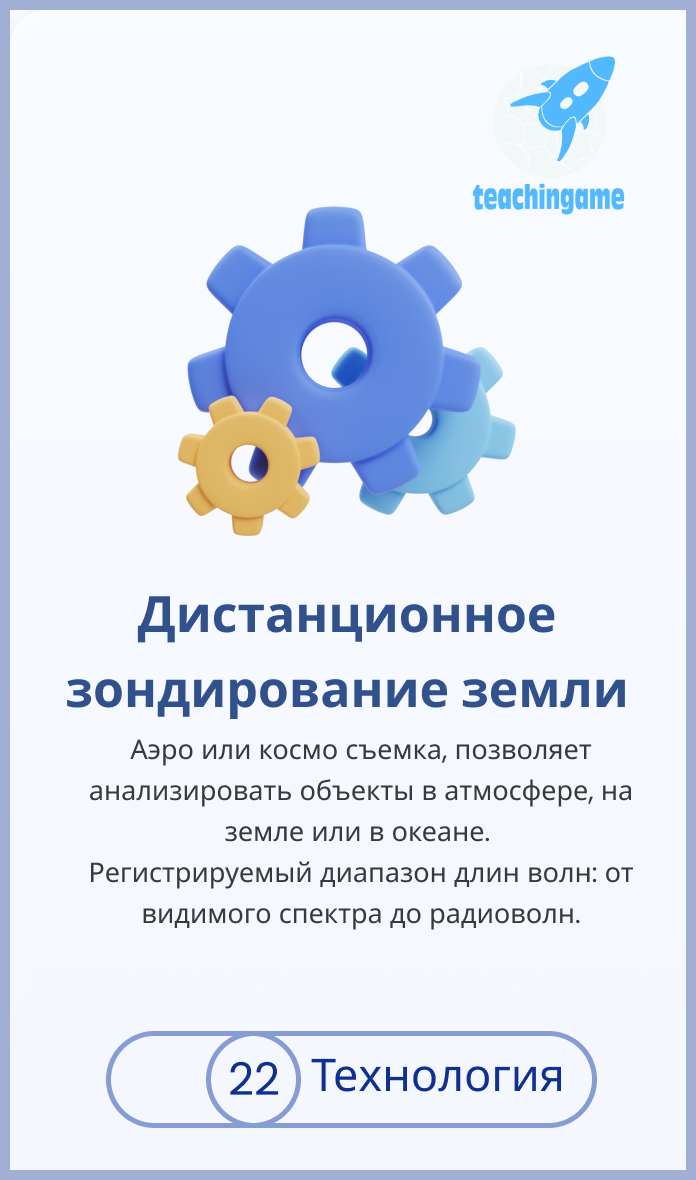 teachingame
Дистанционное
зондирование земли
Аэро или космо съемка, позволяет
анализировать объекты в атмосфере, на
земле или в океане.
Регистрируемый диапазон длин волн: от
видимого спектра до радиоволн.
22 Технология